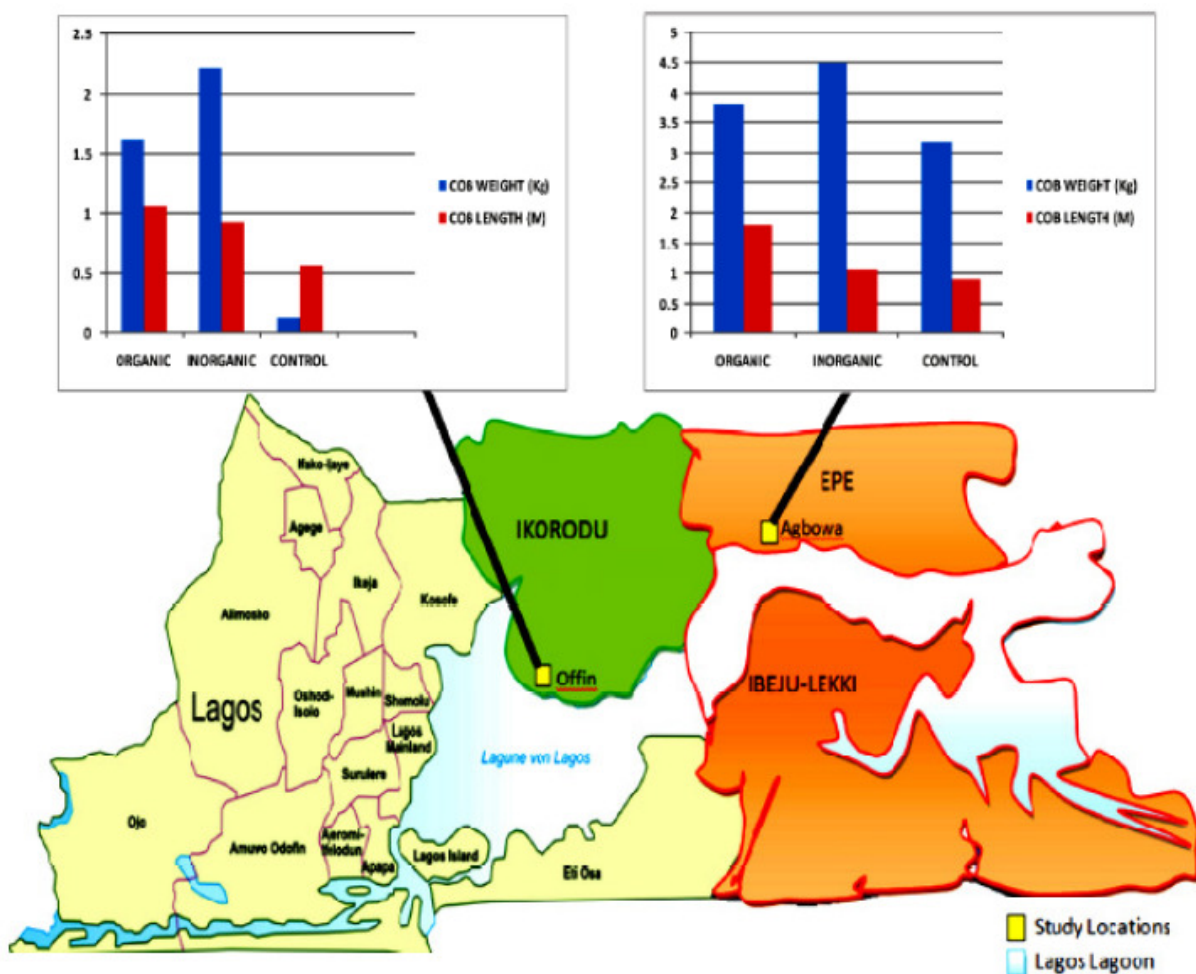 2.5
2
1.5
1
0.5
0
ORGANIC INORGANIC CONTROL
COB WEIGHT (Kg)
COB LENGTH (M)
5
4.5
4
3.5
3
2.5
2
1.5
1
0.5
0
ORGANIC INORGANIC CONTROL
COB WEIGHT (Kg)
COB LENGTH (M)
Ifako-Ijaye
Agege
Ikeja
Kosofe
Alimosho
Lagos
Oshodi-
Isolo
Mushin
Shomolu
Lagos
Mainland
Surulere
Ojo
Amuvo Odofin
Apapa
Lagos Island
Eti Osa
IKORODU
Offin
Lagune von Lagos
EPE
Agbowa
IBEJU-LEKKI
Study Locations
Lagos Lagoon